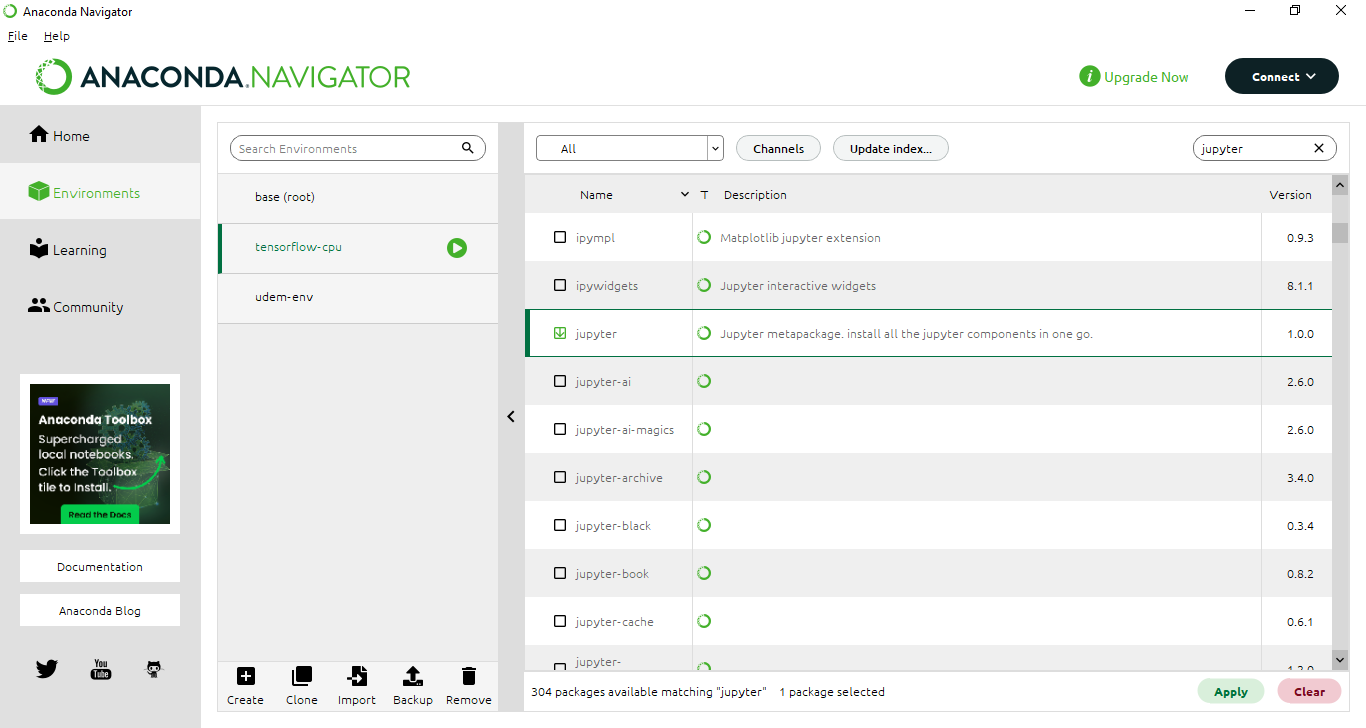 Anaconda Navigator
File Help
ANACONDA.NAVIGATOR
i Upgrade Now
Connect
Home
Environments
Learning
Community
Anaconda Toolbox
Supercharged
local notebooks.
Click the Toolbox
tile to Install.
Read the Docs
Documentation
Anaconda Blog
You
Tube
Search Environments
base (root)
tensorflow-cpu
udem-env
Create Clone Import Backup Remove
All Channels Update index... jupyter
Name T Description Version
ipympl Matplotlib jupyter extension 0.9.3
ipywidgets Jupyter interactive widgets 8.1.1
jupyter Jupyter metapackage. install all the jupyter components in one go. 1.0.0
jupyter-ai 2.6.0
jupyter-ai-magics 2.6.0
jupyter-archive 3.4.0
jupyter-black 0.3.4
jupyter-book 0.8.2
jupyter-cache 0.6.1
jupyter-
304 packages available matching "jupyter" 1 package selected
Apply Clear